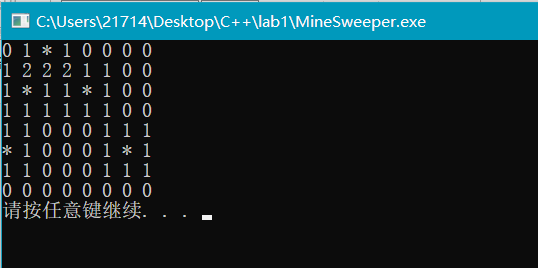 C:\Users\21714\Desktop\C++\lab1\MineSweeper.exe
0 1 * 1 0 0 0 0
1 2 2 2 1 1 0 0
1 * 1 1 * 1 0 0
1 1 1 1 1 1 0 0
1 1 0 0 0 1 1 1
* 1 0 0 0 1 * 1
1 1 0 0 0 1 1 1
0 0 0 0 0 0 0 0
请按任意键继续. . .